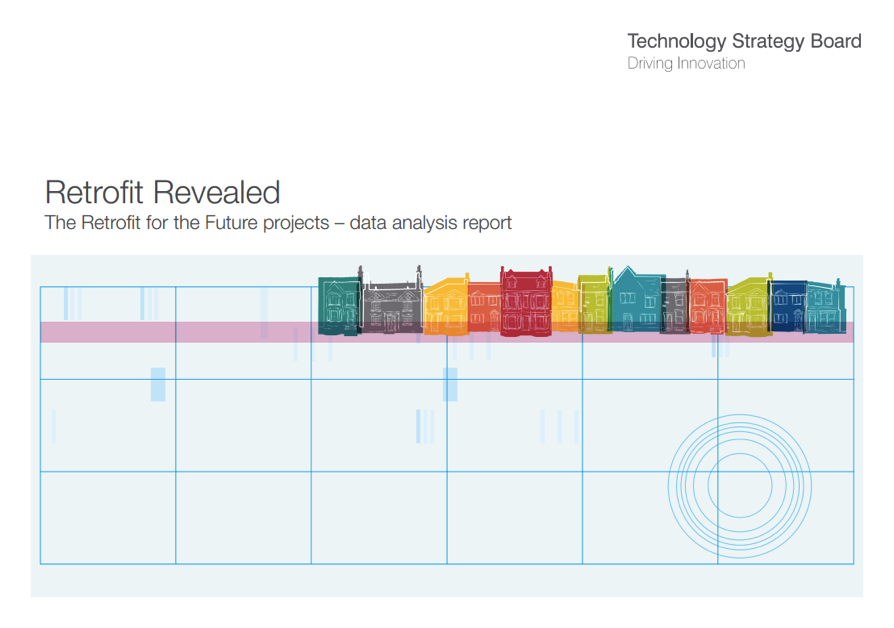 Technology Strategy Board
Driving Innovation
Retrofit Revealed
The Retrofit for the Future projects – data analysis report